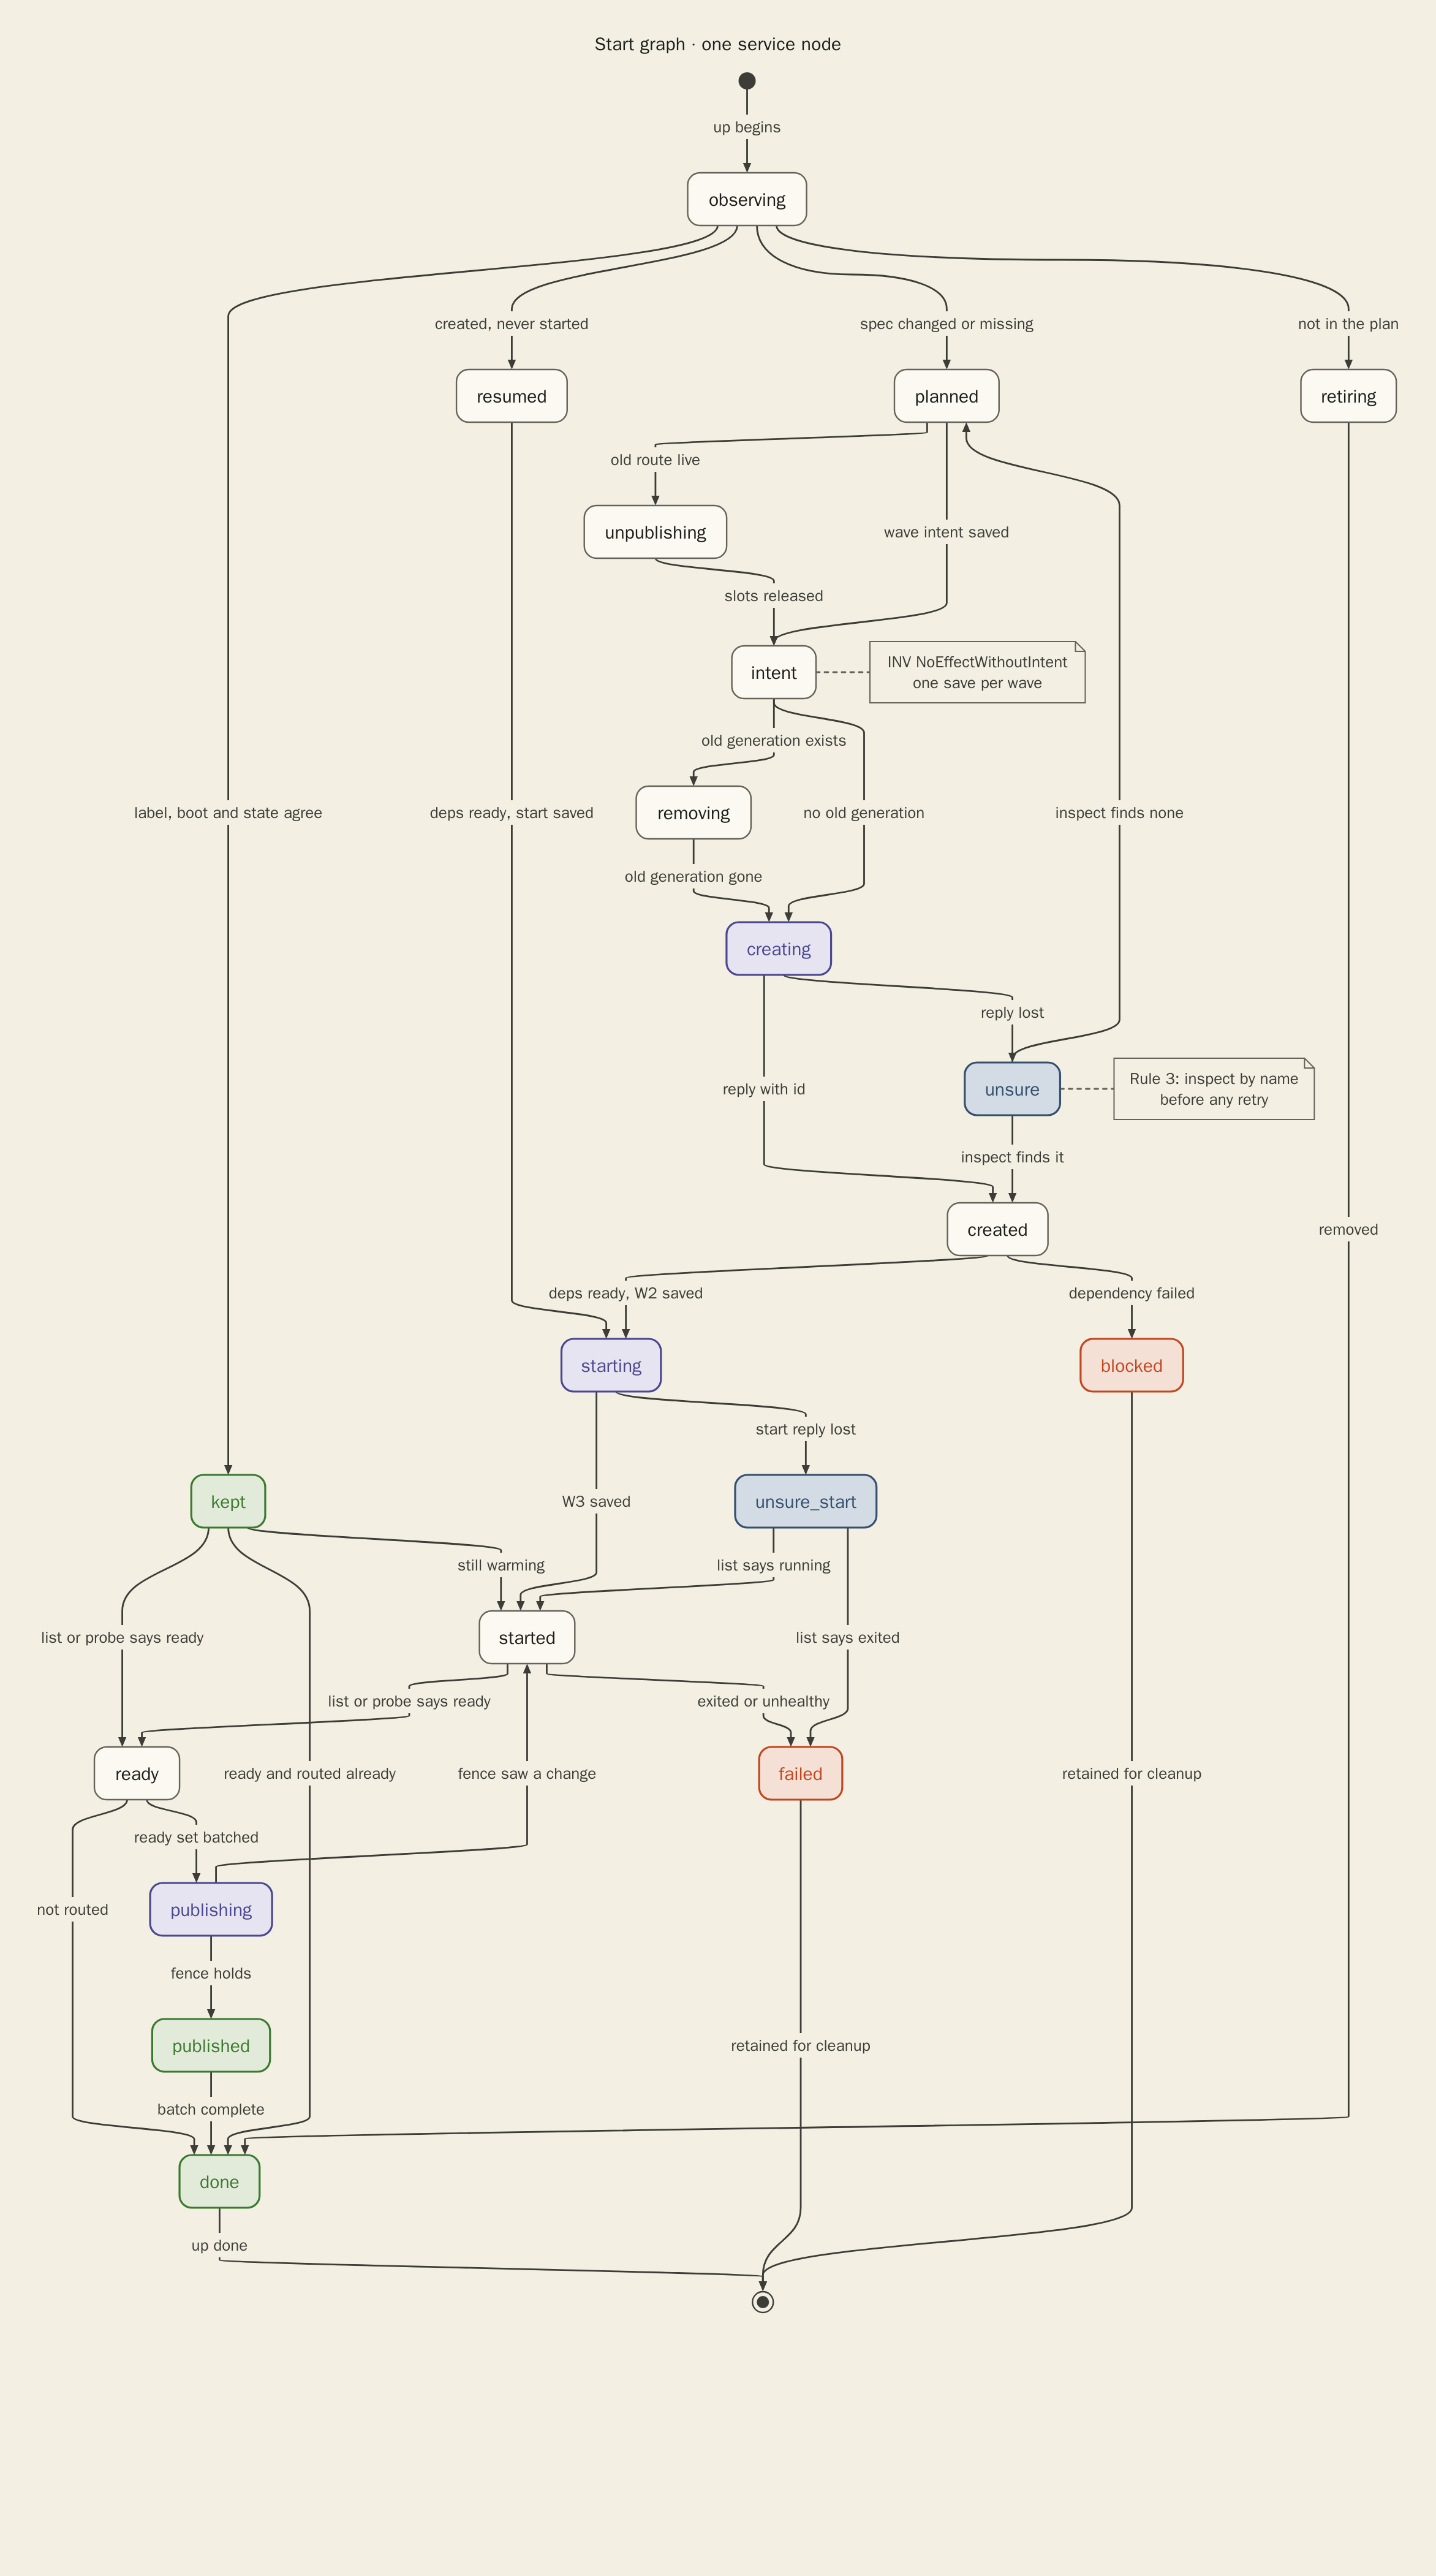 Start graph · one service node
up begins
observing
created, never started
spec changed or missing
not in the plan
resumed
planned
retiring
old route live
unpublishing
wave intent saved
slots released
intent
INV NoEffectWithoutIntent
one save per wave
old generation exists
label, boot and state agree
deps ready, start saved
removing
no old generation
inspect finds none
old generation gone
creating
reply lost
reply with id
unsure
Rule 3: inspect by name
before any retry
inspect finds it
created
removed
deps ready, W2 saved
dependency failed
starting
blocked
start reply lost
kept
W3 saved
unsure_start
still warming
list says running
list or probe says ready
started
list says exited
list or probe says ready
exited or unhealthy
ready
ready and routed already
fence saw a change
failed
retained for cleanup
ready set batched
not routed
publishing
fence holds
published
retained for cleanup
batch complete
done
up done